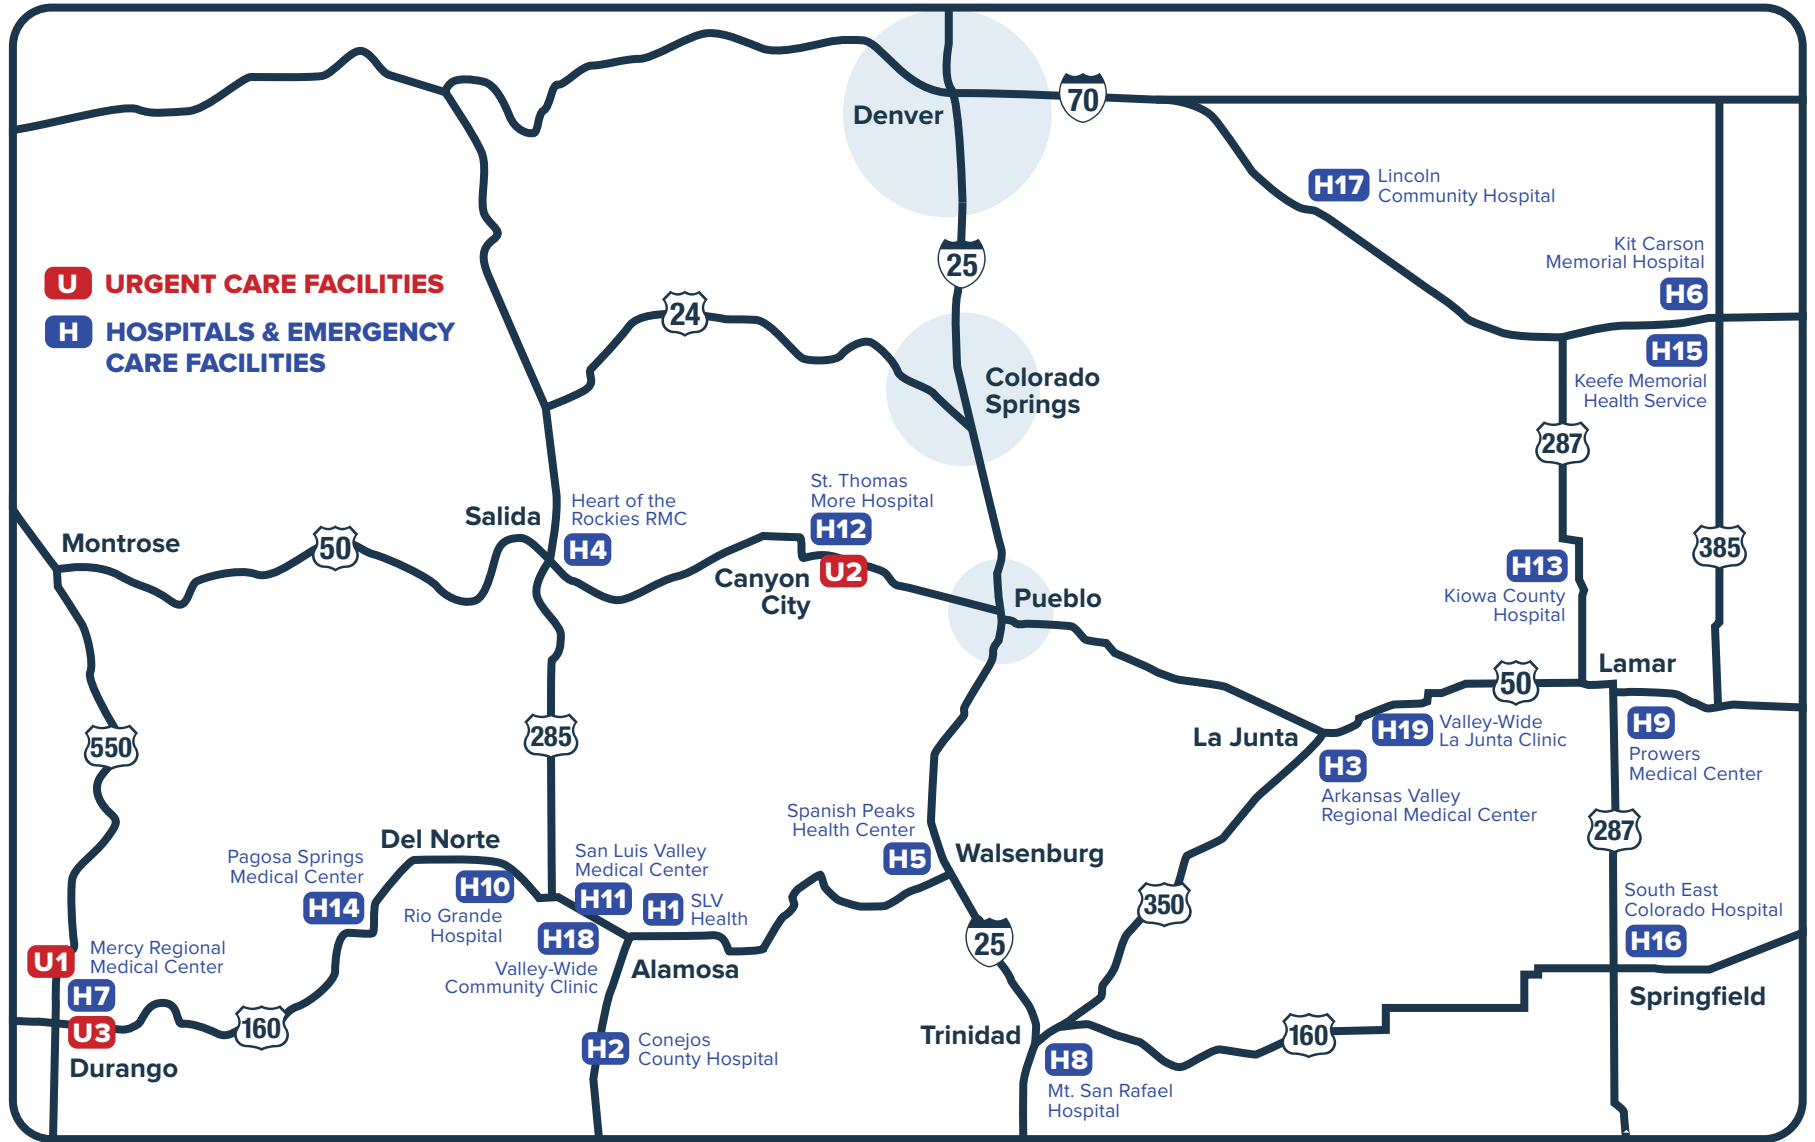 70
Denver
H17
Lincoln
Community Hospital
25
Kit Carson
Memorial Hospital
H6
U
URGENT CARE FACILITIES
H
HOSPITALS & EMERGENCY
CARE FACILITIES
24
H15
Keefe Memorial
Health Service
Colorado
Springs
287
St. Thomas
More Hospital
H12
Salida
Heart of the
Rockies RMC
H4
Montrose
50
385
U2
Canyon
City
H13
Kiowa County
Hospital
Pueblo
Lamar
50
550
285
La Junta
H19
Valley-Wide
La Junta Clinic
H9
Prowers
Medical Center
H3
Arkansas Valley
Regional Medical Center
287
Spanish Peaks
Health Center
H5
Walsenburg
Del Norte
Pagosa Springs
Medical Center
H14
H10
Rio Grande
Hospital
San Luis Valley
Medical Center
H11
H1
SLV
Health
H18
Valley-Wide
Community Clinic
Alamosa
350
South East
Colorado Hospital
H16
25
U1
Mercy Regional
Medical Center
H7
U3
Durango
160
Springfield
Trinidad
160
H2
Conejos
County Hospital
H8
Mt. San Rafael
Hospital